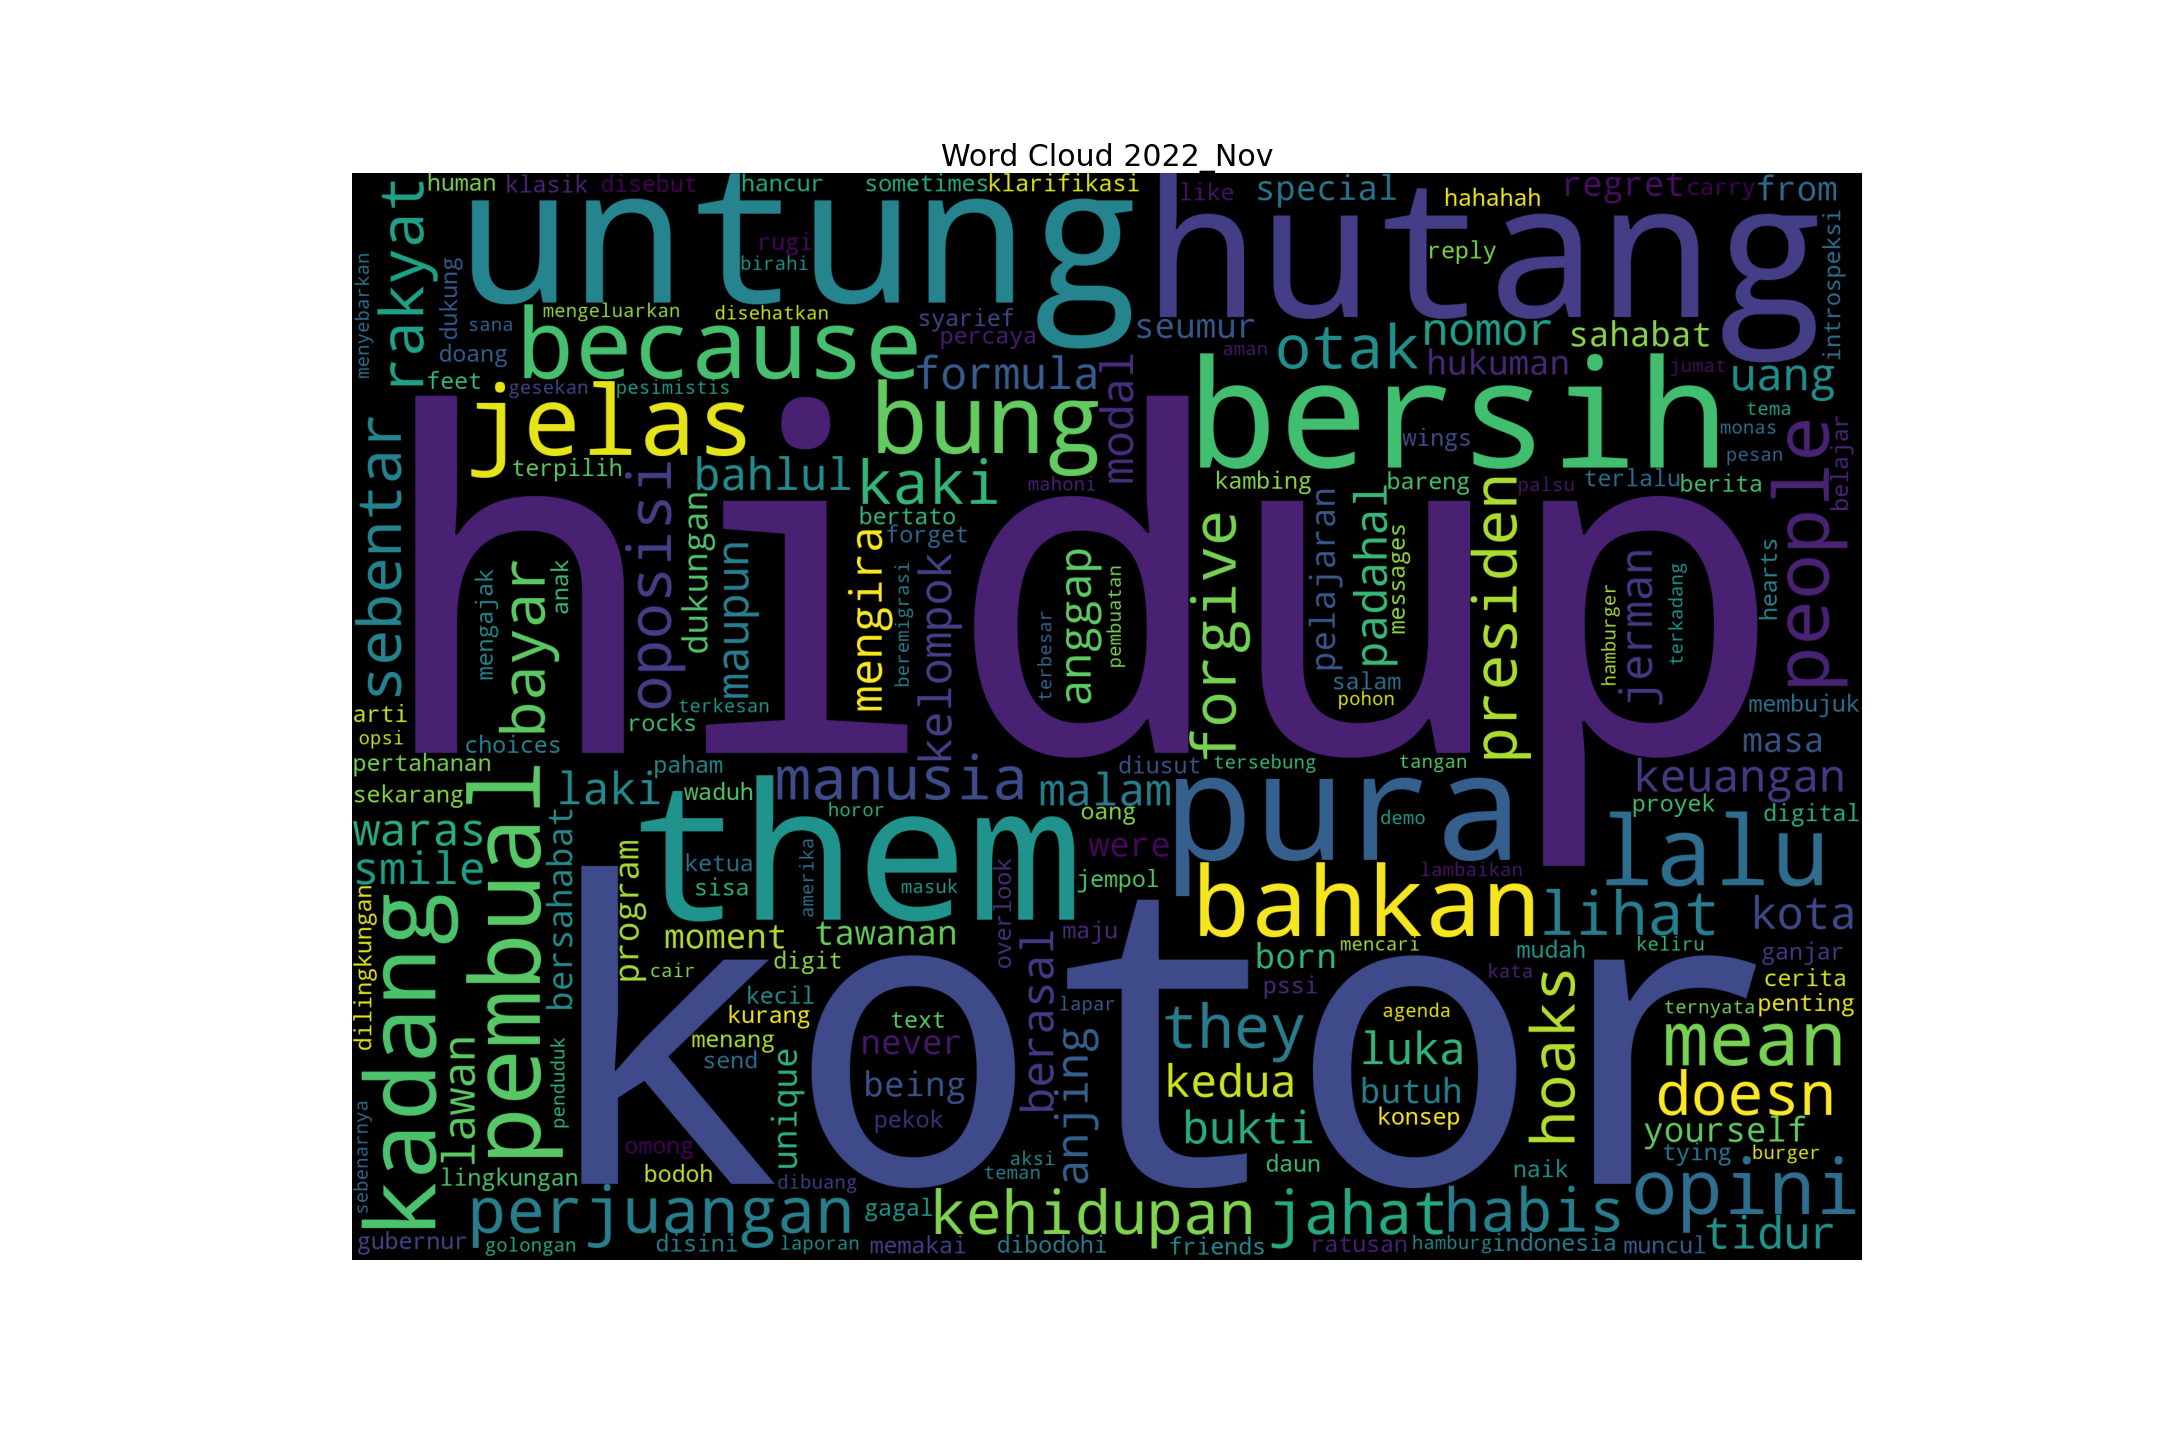 Word Cloud 2022_Nov
human klasik disebut hancur sometimes klarifikasi like special hahahah regret carry from
rakyat untung hutang
rugi birahi reply introspeksi
menyebarkan dukung sana doang mengeluarkan disehatkan syarief percaya seumur nomor sahabat
because formula aman otak hukuman jumat uang
feet gesekan pesimistis modal tema
jelas bung bersih wings monas
sebentar terpilih oposisi bahlul kaki mahoni kambing bareng palsu terlalu berita pesan belajar people
hidup
dukungan bertato forget pelajaran padahal presiden
mengajak bayar anak maupun mengira beremigrasi kelompok terbesar anggap pembuatan forgive messages hamburger jerman terkadang hearts
arti terkesan salam pohon membujuk
opsi choices rocks masa
pertahanan paham manusia malam diusut tersebung tangan keuangan
sekarang pembual laki waduh horor oang pura demo proyek digital
waras them were lalu
smile bersahabat program ketua sisa amerika masuk overlook jempol lambaikan
dilingkungan kadang moment tawanan maju bahkan lihat kota
cair digit born mencari mudah keliru ganjar
kotor
kecil kurang berasal lapar pssi kata cerita
lawan penduduk menang send text never agenda hoaks ternyata penting
unique being anjing they luka mean
pekok kedua butuh konsep doesn
sebenarnya omong bukti yourself
lingkungan bodoh dibuang aksi teman daun naik tying burger
perjuangan gagal kehidupan jahat habis opini
gubernur golongan disini laporan memakai dibodohi friends ratusan hamburg indonesia muncul tidur